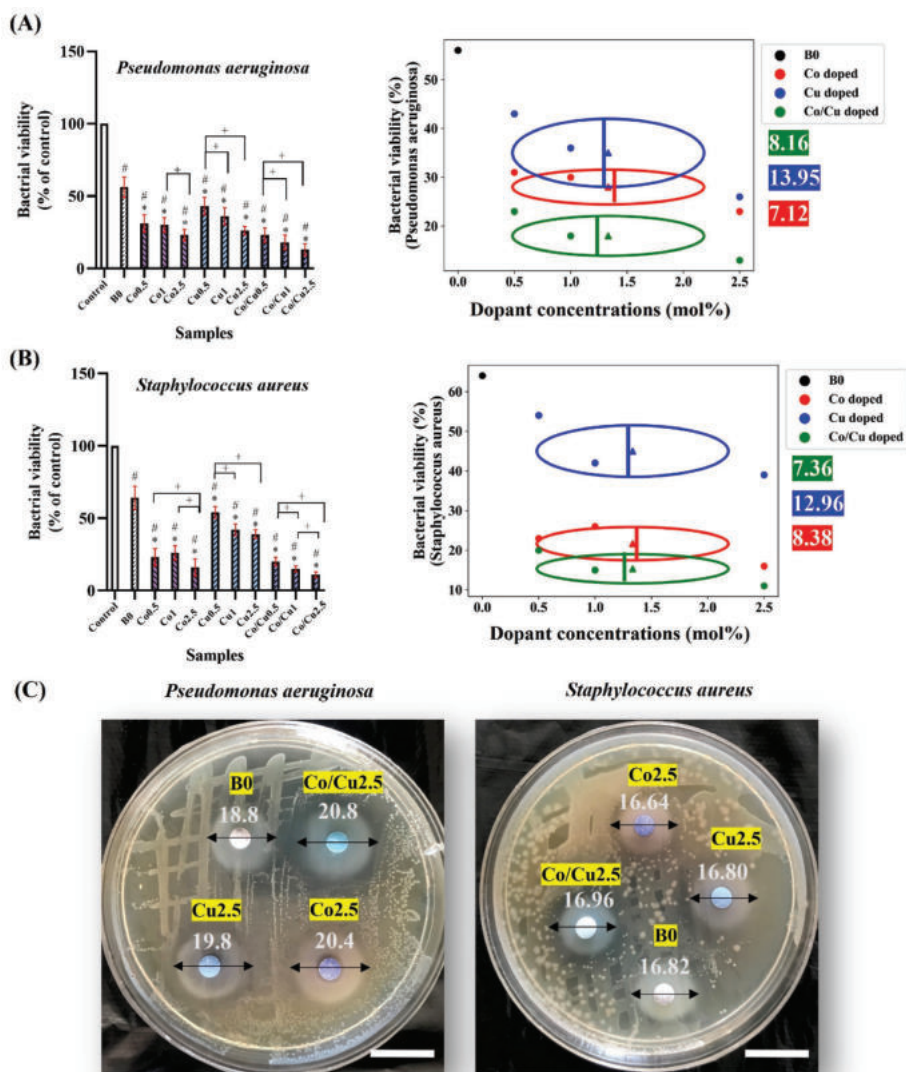 (A)
150
100
50
0
Bactrial viability
(% of control)
Pseudomonas aeruginosa
# # * # * # * # * # * # * # * # * # *
+ + + + +
Control
B0
Co0.5
Co1
Co2.5
Cu0.5
Cu1
Cu2.5
Co/Cu0.5
Co/Cu1
Co/Cu2.5
Samples
Bacterial viability (%)
(Pseudomonas aeruginosa)
50
40
30
20
0.0 0.5 1.0 1.5 2.0 2.5
Dopant concentrations (mol%)
B0
Co doped
Cu doped
Co/Cu doped
8.16
13.95
7.12
(B)
150
100
50
0
Bactrial viability
(% of control)
Staphylococcus aureus
# # * # * # * # * # * # * # * # * # *
+ + + + + +
Control
B0
Co0.5
Co1
Co2.5
Cu0.5
Cu1
Cu2.5
Co/Cu0.5
Co/Cu1
Co/Cu2.5
Samples
Bacterial viability (%)
(Staphylococcus aureus)
60
50
40
30
20
10
0.0 0.5 1.0 1.5 2.0 2.5
Dopant concentrations (mol%)
B0
Co doped
Cu doped
Co/Cu doped
7.36
12.96
8.38
(C)
Pseudomonas aeruginosa
B0
18.8
Co/Cu2.5
20.8
Cu2.5
19.8
Co2.5
20.4
Staphylococcus aureus
Co2.5
16.64
Cu2.5
16.80
Co/Cu2.5
16.96
B0
16.82